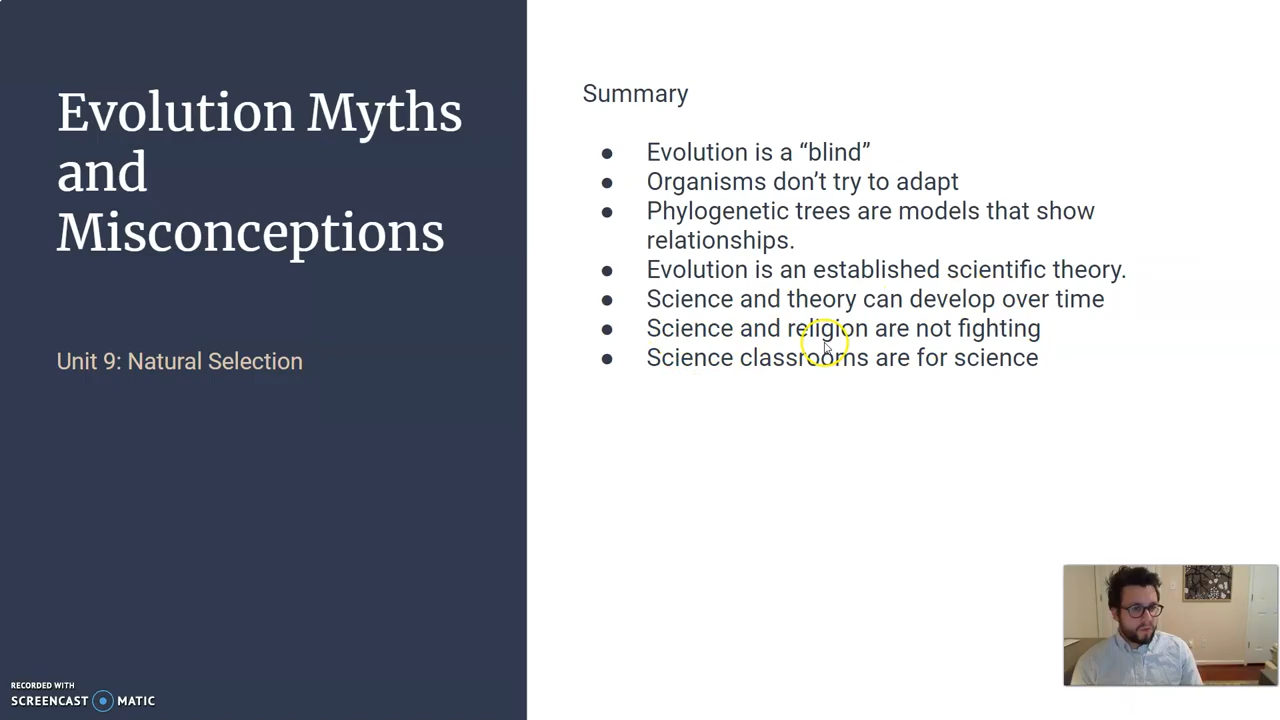 Evolution Myths
and
Misconceptions
Unit 9: Natural Selection
Summary
● Evolution is a “blind”
● Organisms don’t try to adapt
● Phylogenetic trees are models that show
relationships.
● Evolution is an established scientific theory.
● Science and theory can develop over time
● Science and religion are not fighting
● Science classrooms are for science
RECORDED WITH
SCREENCAST MATIC